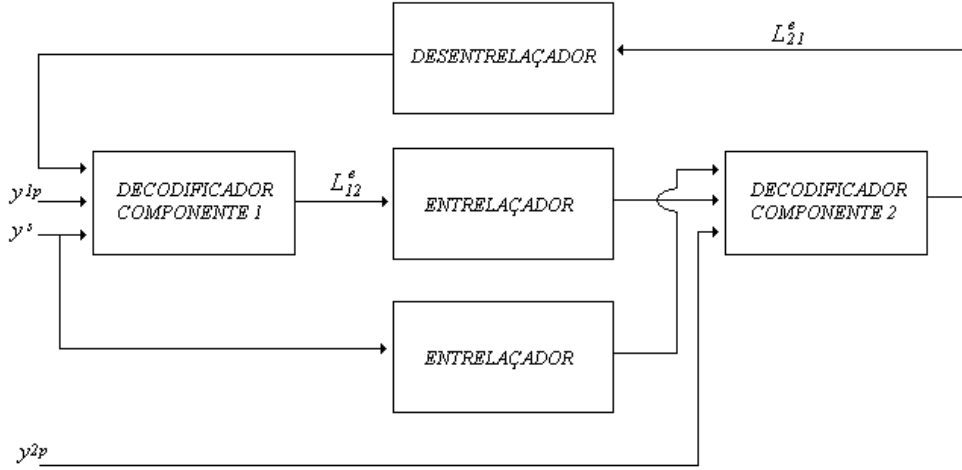 L^e_21
DESENTRELAÇADOR
y^1p
y^s
DECODIFICADOR
COMPONENTE 1
L^e_12
ENTRELAÇADOR
DECODIFICADOR
COMPONENTE 2
ENTRELAÇADOR
y^2p